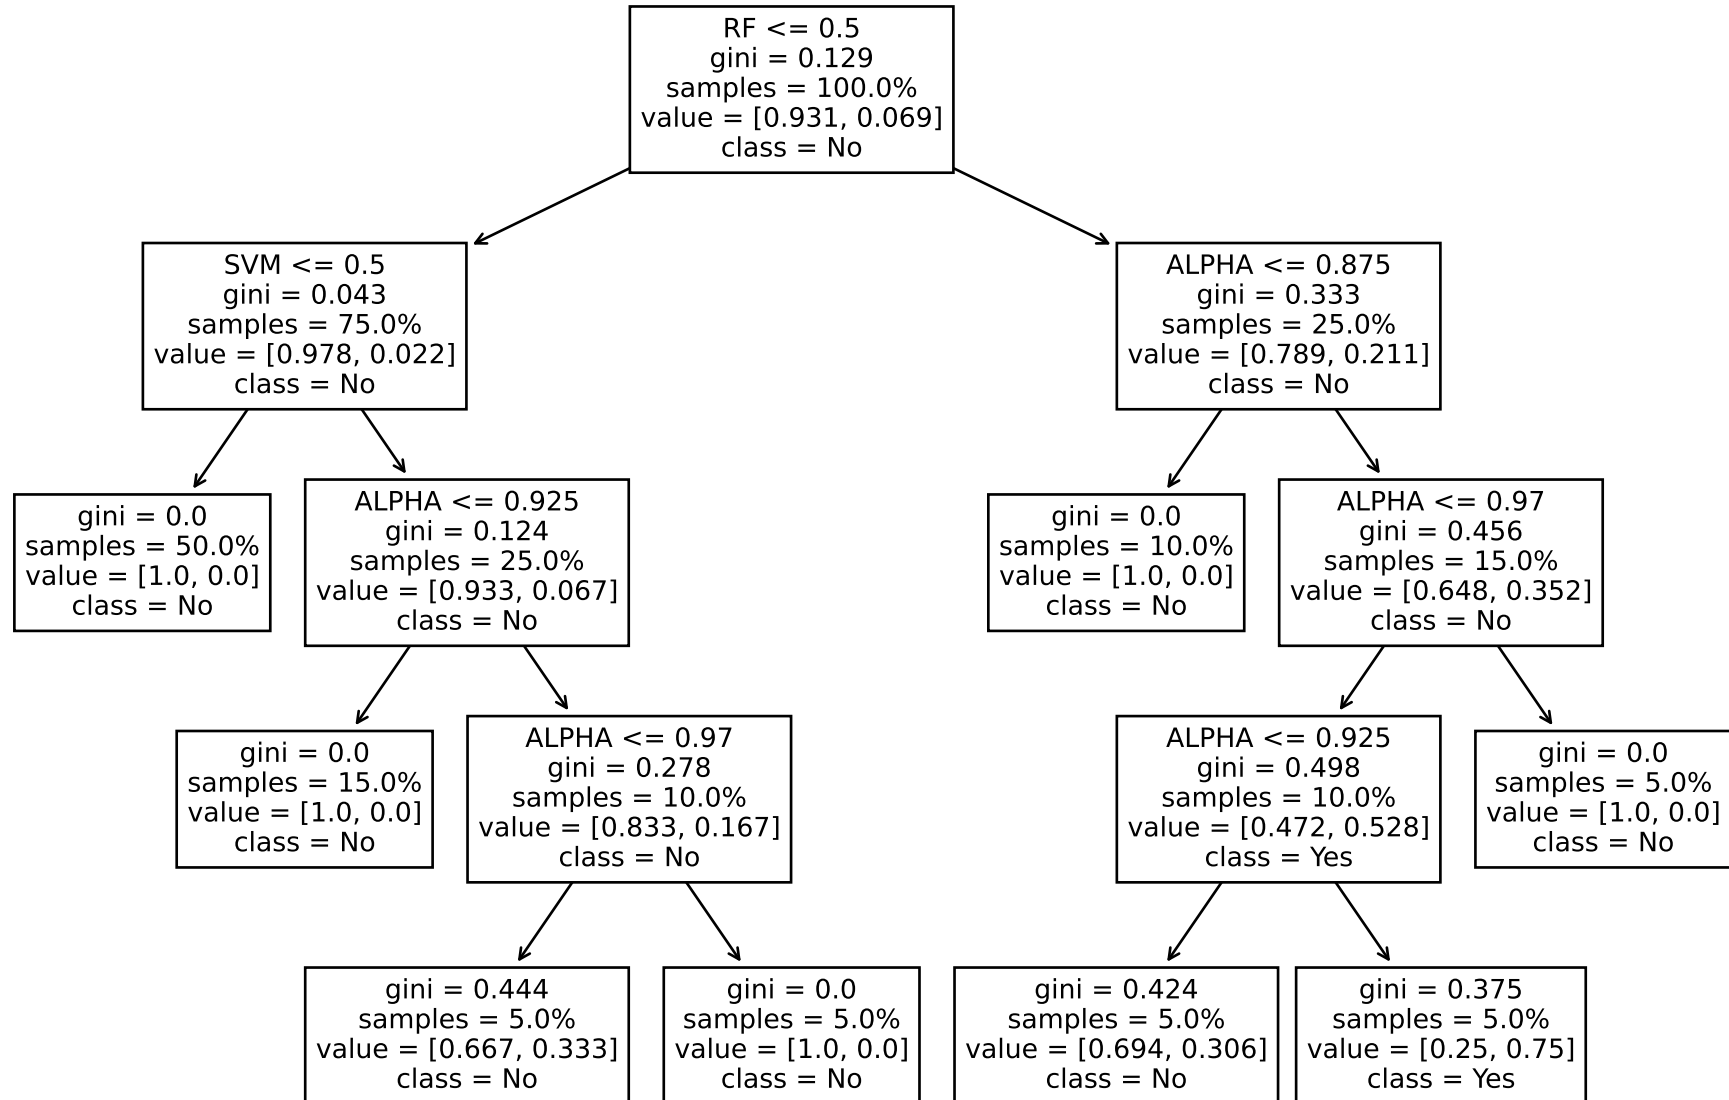 RF <= 0.5
gini = 0.129
samples = 100.0%
value = [0.931, 0.069]
class = No
SVM <= 0.5
gini = 0.043
samples = 75.0%
value = [0.978, 0.022]
class = No
ALPHA <= 0.875
gini = 0.333
samples = 25.0%
value = [0.789, 0.211]
class = No
gini = 0.0
samples = 50.0%
value = [1.0, 0.0]
class = No
ALPHA <= 0.925
gini = 0.124
samples = 25.0%
value = [0.933, 0.067]
class = No
gini = 0.0
samples = 10.0%
value = [1.0, 0.0]
class = No
ALPHA <= 0.97
gini = 0.456
samples = 15.0%
value = [0.648, 0.352]
class = No
gini = 0.0
samples = 15.0%
value = [1.0, 0.0]
class = No
ALPHA <= 0.97
gini = 0.278
samples = 10.0%
value = [0.833, 0.167]
class = No
ALPHA <= 0.925
gini = 0.498
samples = 10.0%
value = [0.472, 0.528]
class = Yes
gini = 0.0
samples = 5.0%
value = [1.0, 0.0]
class = No
gini = 0.444
samples = 5.0%
value = [0.667, 0.333]
class = No
gini = 0.0
samples = 5.0%
value = [1.0, 0.0]
class = No
gini = 0.424
samples = 5.0%
value = [0.694, 0.306]
class = No
gini = 0.375
samples = 5.0%
value = [0.25, 0.75]
class = Yes